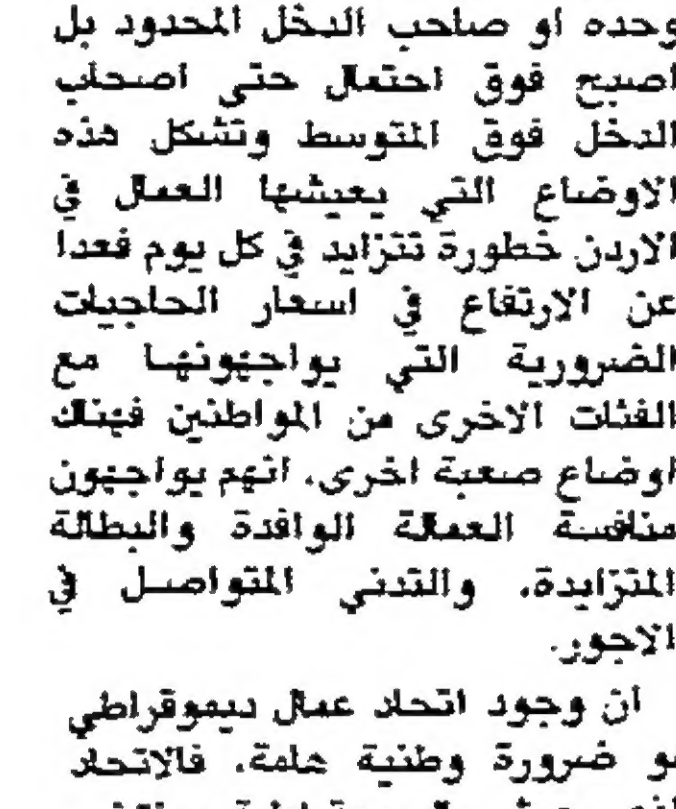 وحده او صاحب الدخل المحدود بل
اصبح فوق احتمال حتى اصحاب
الدخل فوق المتوسط وتشكل هذه
الاوضاع التي يعيشها العمال في
الاردن خطورة تتزايد في كل يوم فعدا
عن الارتفاع في اسعار الحاجيات
الضرورية التي يواجهونها مع
الفئات الاخرى من المواطنين فهناك
اوضاع صعبة اخرى، انهم يواجهون
منافسة العمالة الوافدة والبطالة
المتزايدة، والتدني المتواصل في
الاجور.
ان وجود اتحاد عمال ديموقراطي
هو ضرورة وطنية هامة، فالاتحاد